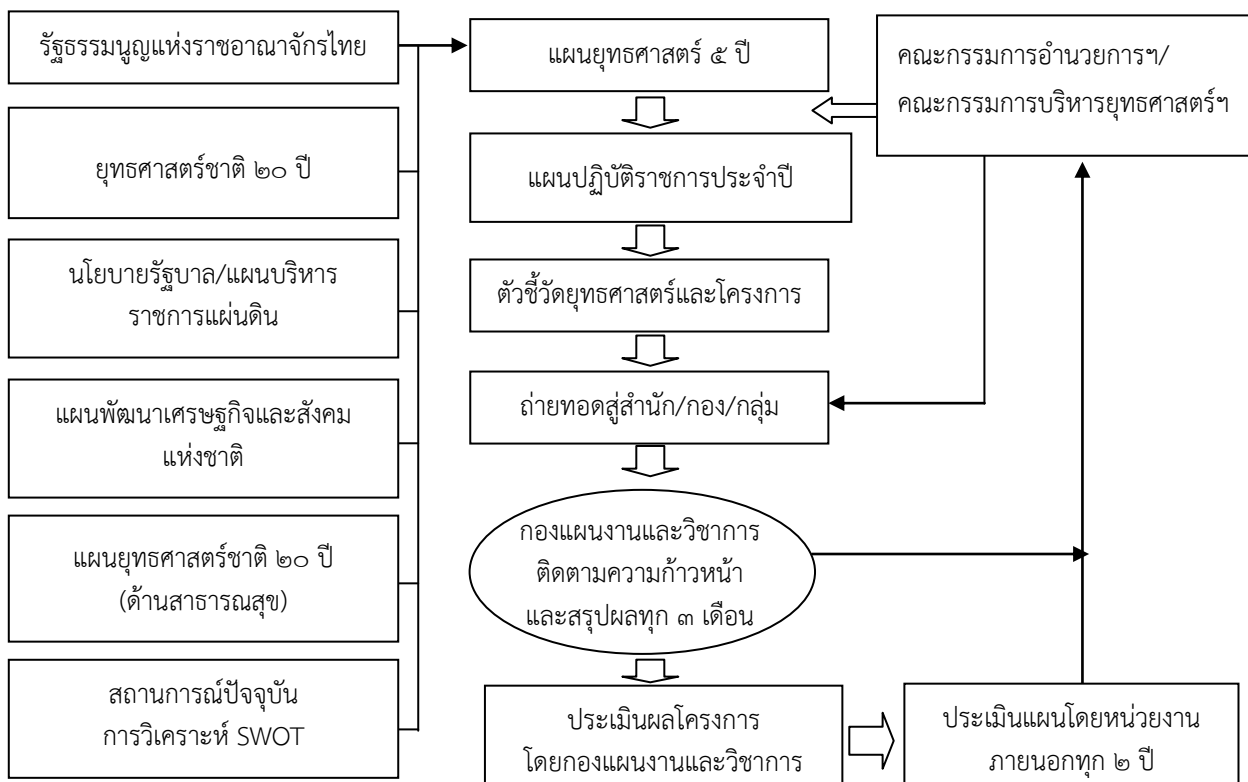 รัฐธรรมนูญแห่งราชอาณาจักรไทย
ยุทธศาสตร์ชาติ ๒๐ ปี
นโยบายรัฐบาล/แผนบริหาร
ราชการแผ่นดิน
แผนพัฒนาเศรษฐกิจและสังคม
แห่งชาติ
แผนยุทธศาสตร์ชาติ ๒๐ ปี
(ด้านสาธารณสุข)
สถานการณ์ปัจจุบัน
การวิเคราะห์ SWOT
แผนยุทธศาสตร์ ๕ ปี
แผนปฏิบัติราชการประจำปี
ตัวชี้วัดยุทธศาสตร์และโครงการ
ถ่ายทอดสู่สำนัก/กอง/กลุ่ม
กองแผนงานและวิชาการ
ติดตามความก้าวหน้า
และสรุปผลทุก ๓ เดือน
ประเมินผลโครงการ
โดยกองแผนงานและวิชาการ
คณะกรรมการอำนวยการฯ/
คณะกรรมการบริหารยุทธศาสตร์ฯ
ประเมินแผนโดยหน่วยงาน
ภายนอกทุก ๒ ปี